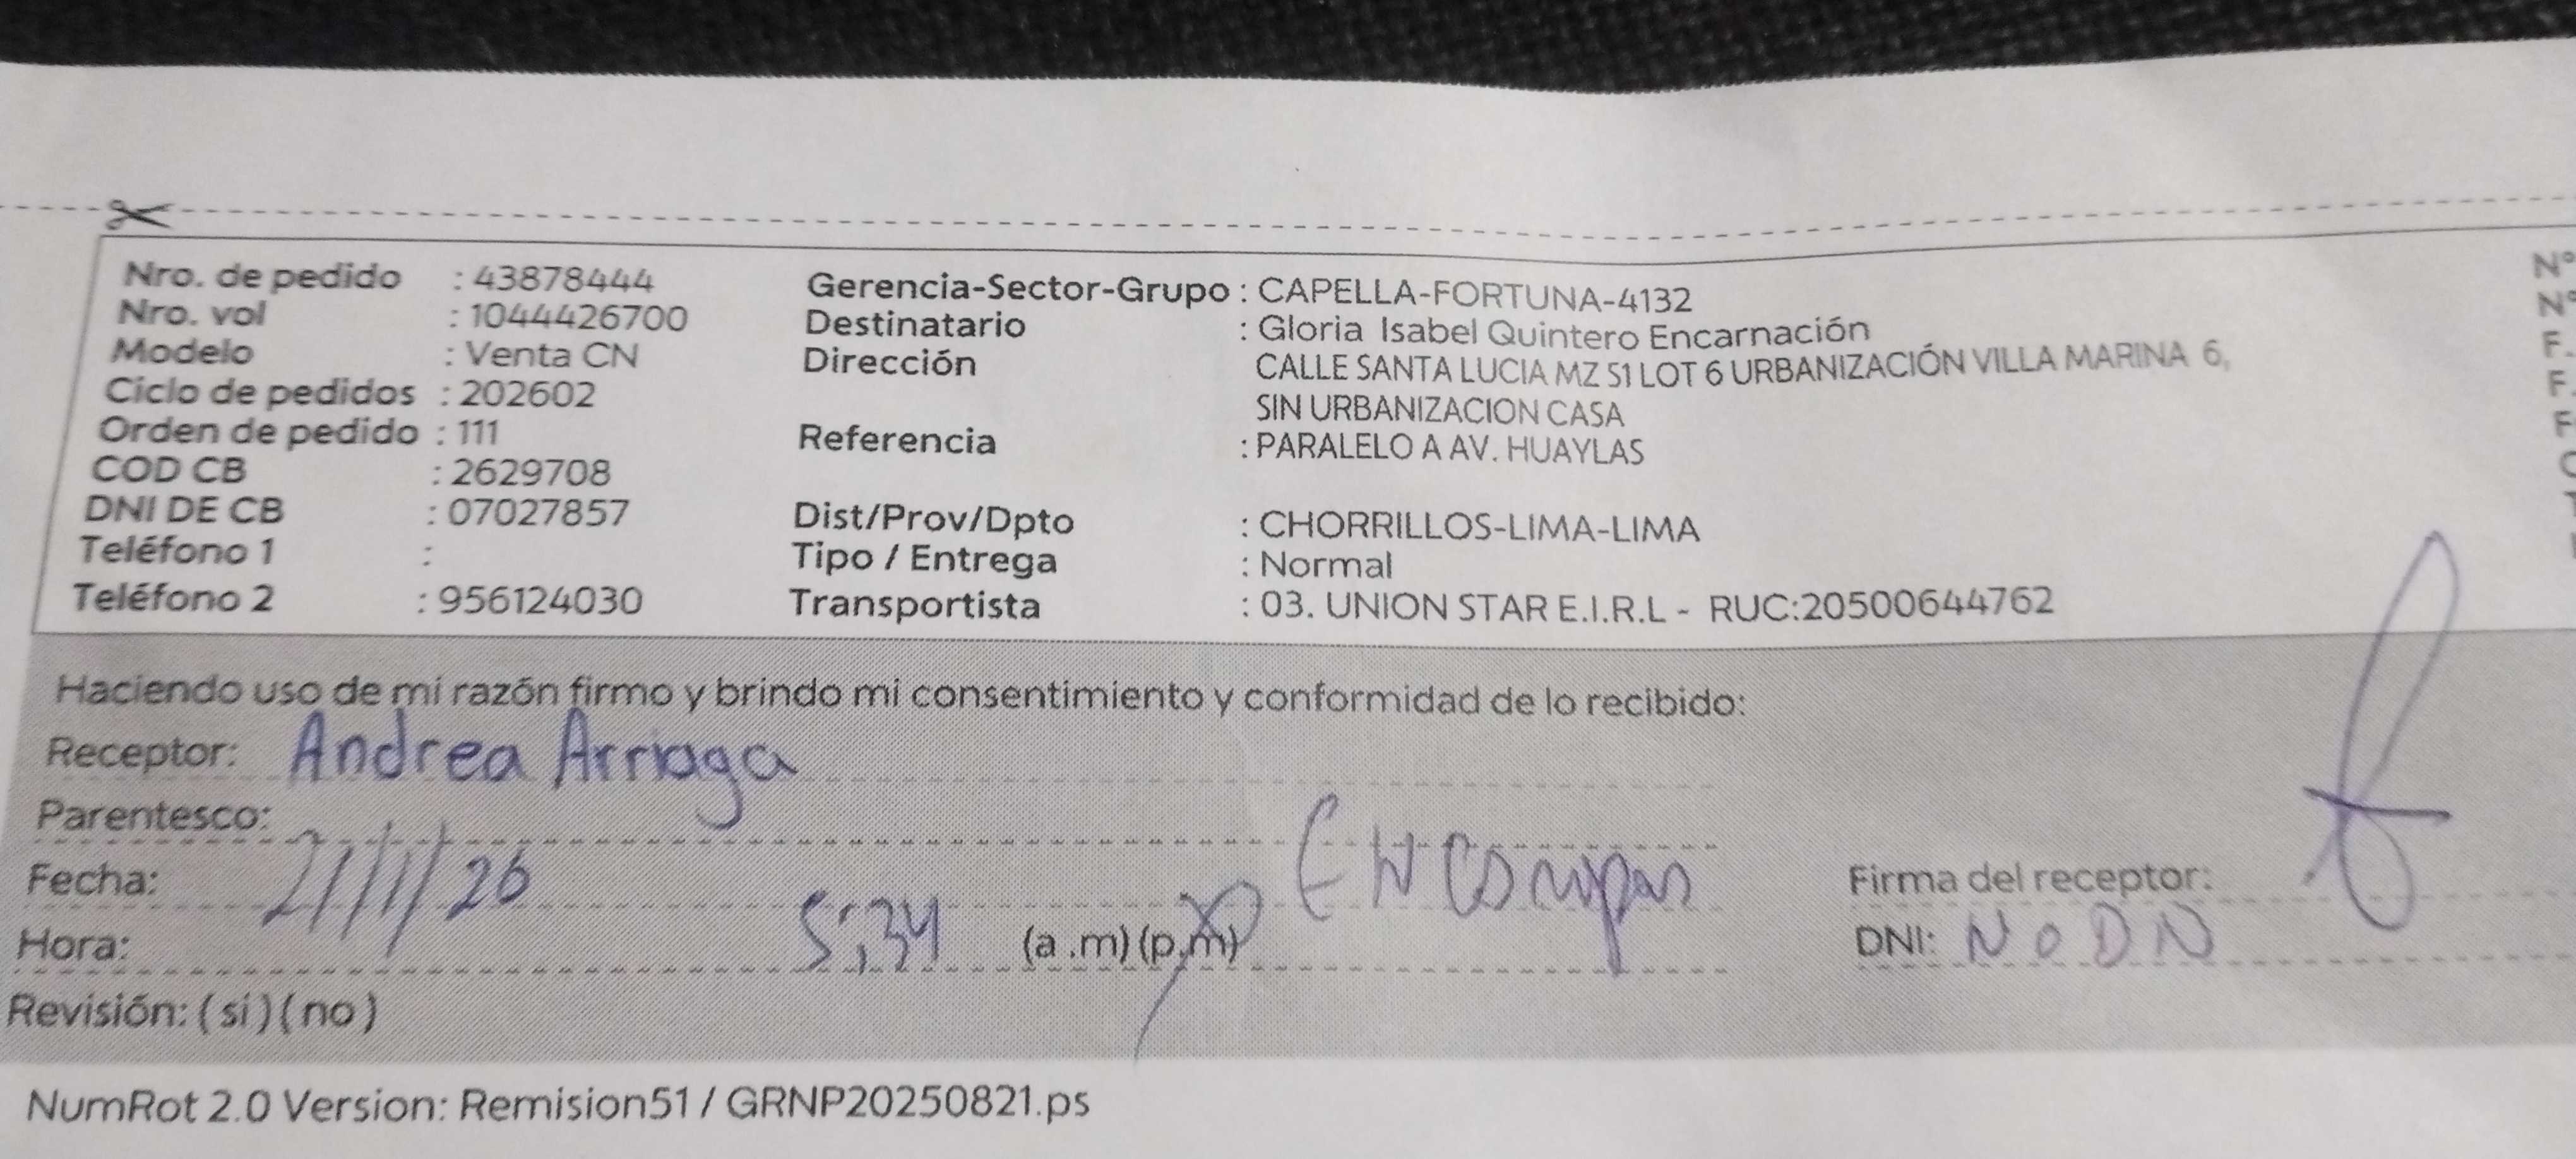 Nro. de pedido : 43878444
Nro. vol : 1044426700
Modelo : Venta CN
Ciclo de pedidos : 202602
Orden de pedido : 111
COD CB : 2629708
DNI DE CB : 07027857
Teléfono 1 :
Teléfono 2 : 956124030
Gerencia-Sector-Grupo : CAPELLA-FORTUNA-4132
Destinatario : Gloria Isabel Quintero Encarnación
Dirección CALLE SANTA LUCIA MZ S1 LOT 6 URBANIZACIÓN VILLA MARINA 6,
SIN URBANIZACION CASA
Referencia : PARALELO A AV. HUAYLAS
Dist/Prov/Dpto : CHORRILLOS-LIMA-LIMA
Tipo / Entrega : Normal
Transportista : 03. UNION STAR E.I.R.L - RUC:20500644762
N°
N°
F.
F.
F
Haciendo uso de mi razón firmo y brindo mi consentimiento y conformidad de lo recibido:
Receptor: Andrea Arriaga
Parentesco:
Fecha: 21/1/26
Hora: 5:34 (a .m) (p.m)
Revisión: ( si ) ( no )
Firma del receptor:
DNI: No DN
NumRot 2.0 Version: Remision51 / GRNP20250821.ps